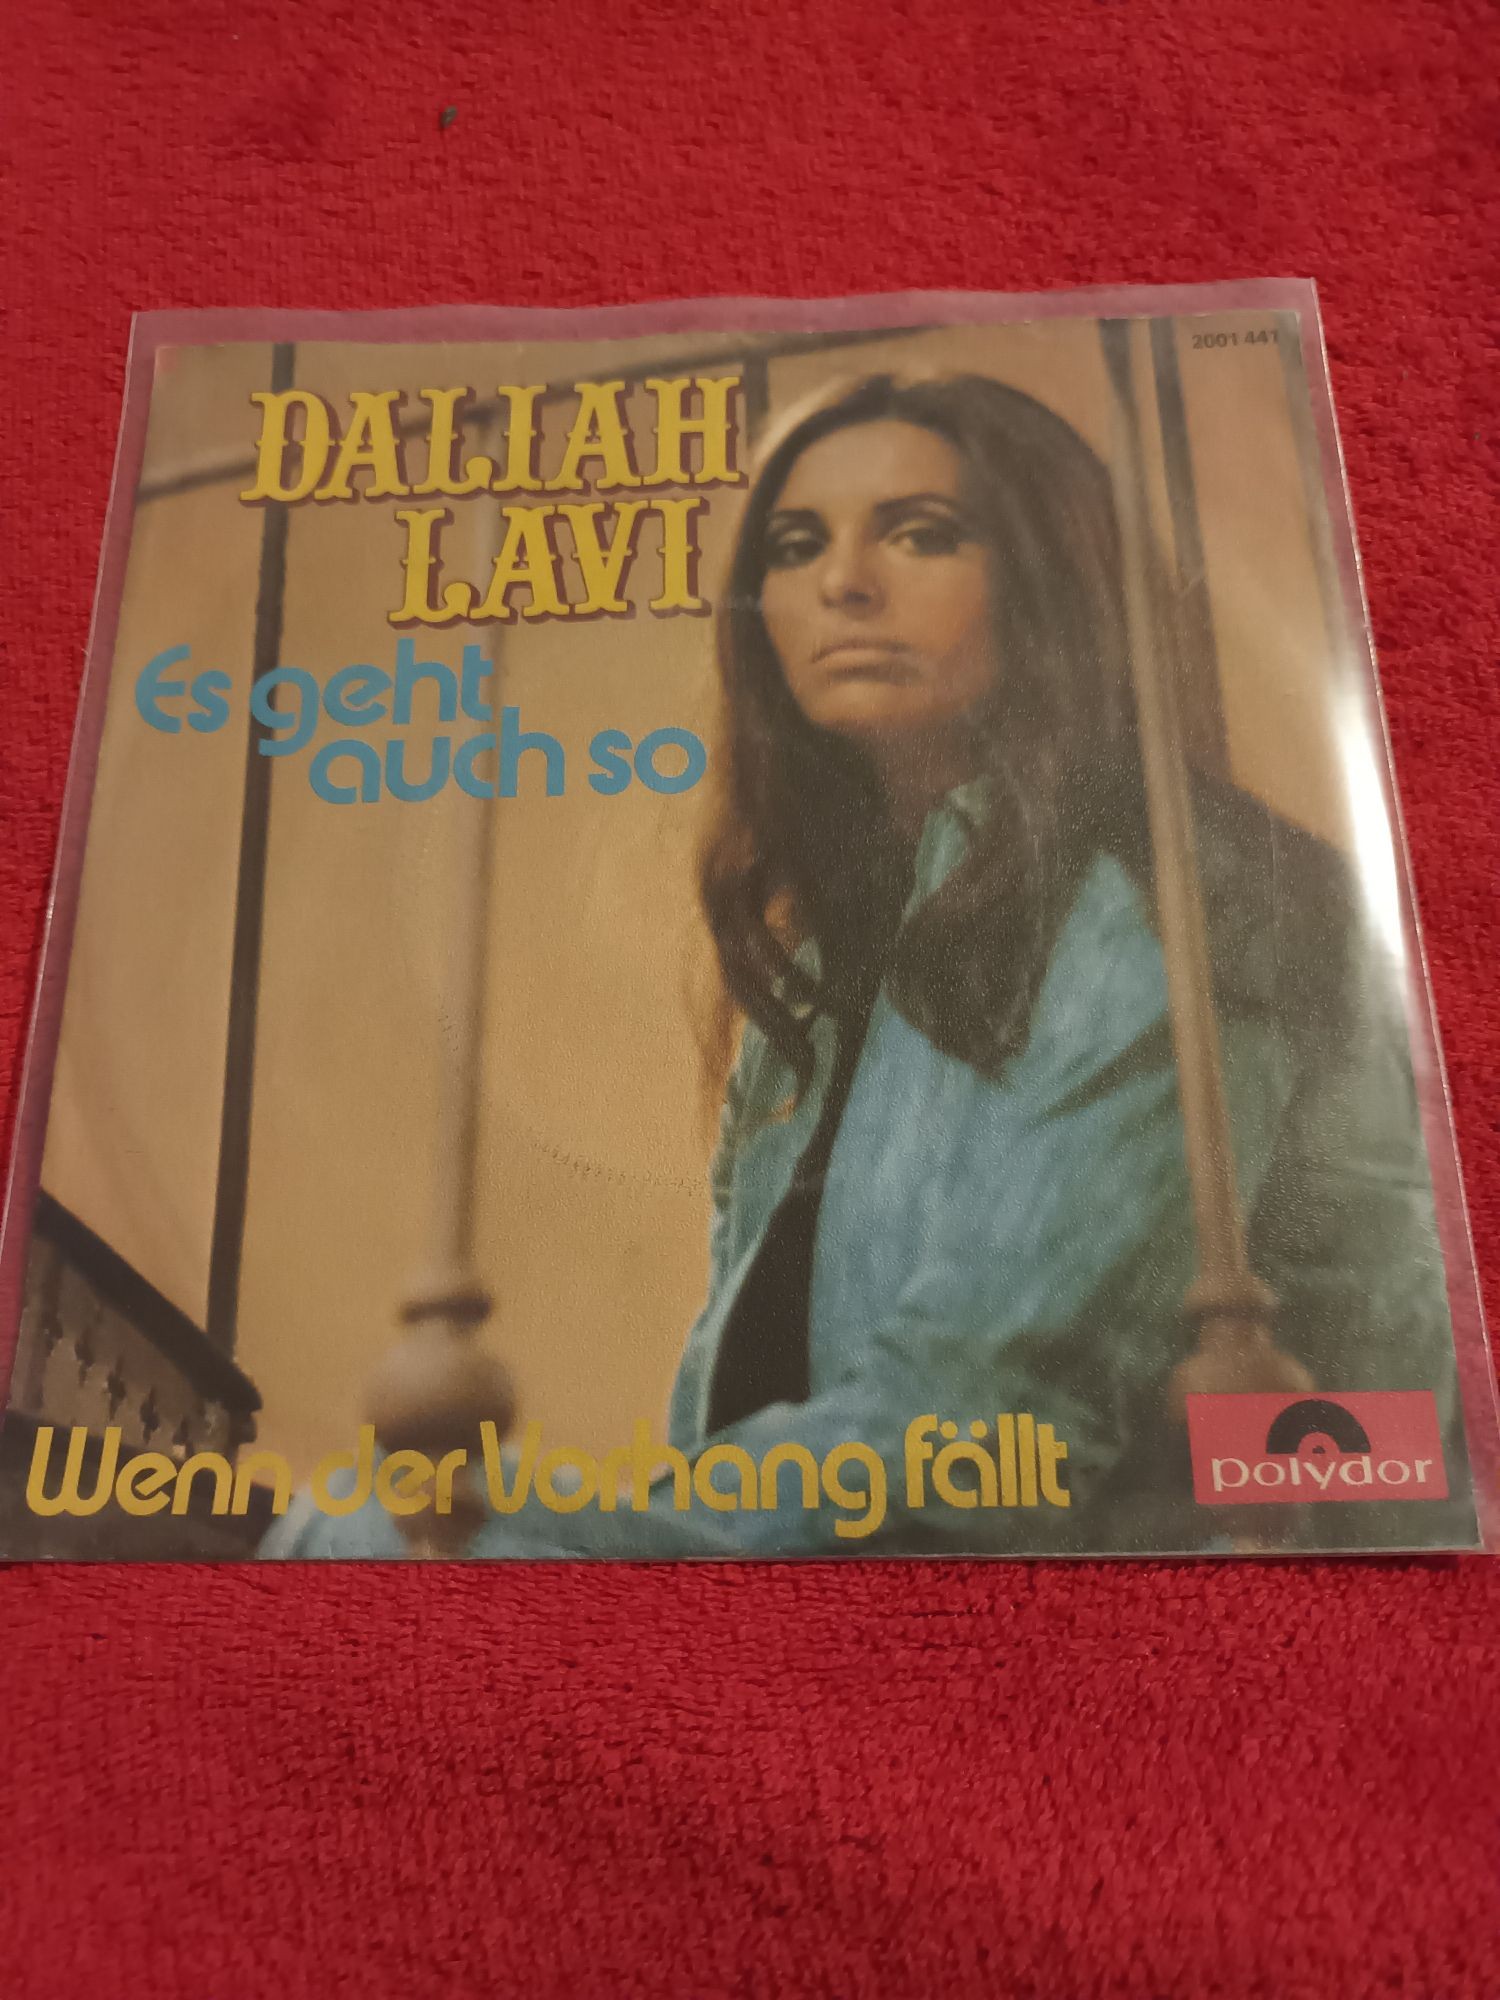 2001 441
DALIAH
LAVI
Es geht
auch so
Wenn der Vorhang fällt
polydor